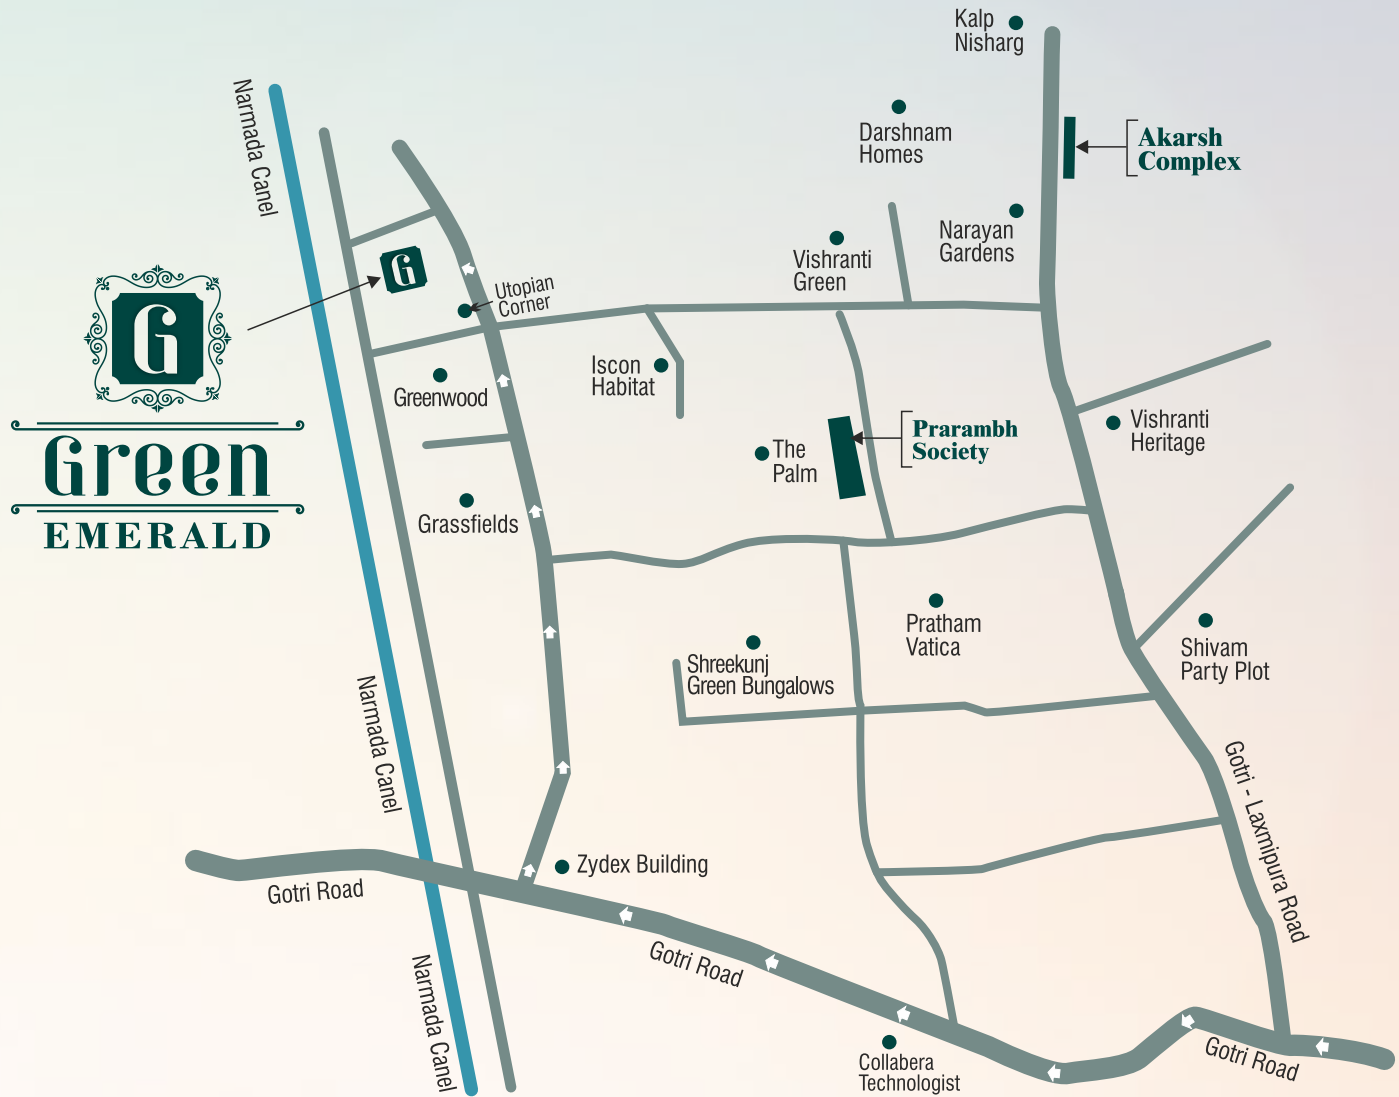 Kalp
Nisharg
Narmada Canel
Darshnam
Homes
Akarsh
Complex
Narayan
Gardens
Vishranti
Green
G
Utopian
Corner
G
Green
EMERALD
Greenwood
Iscon
Habitat
Vishranti
Heritage
Prarambh
Society
The
Palm
Grassfields
Pratham
Vatica
Shivam
Party Plot
Shreekunj
Green Bungalows
Narmada Canel
Gotri - Laxmipura Road
Zydex Building
Gotri Road
Gotri Road
Narmada Canel
Collabera
Technologist
Gotri Road